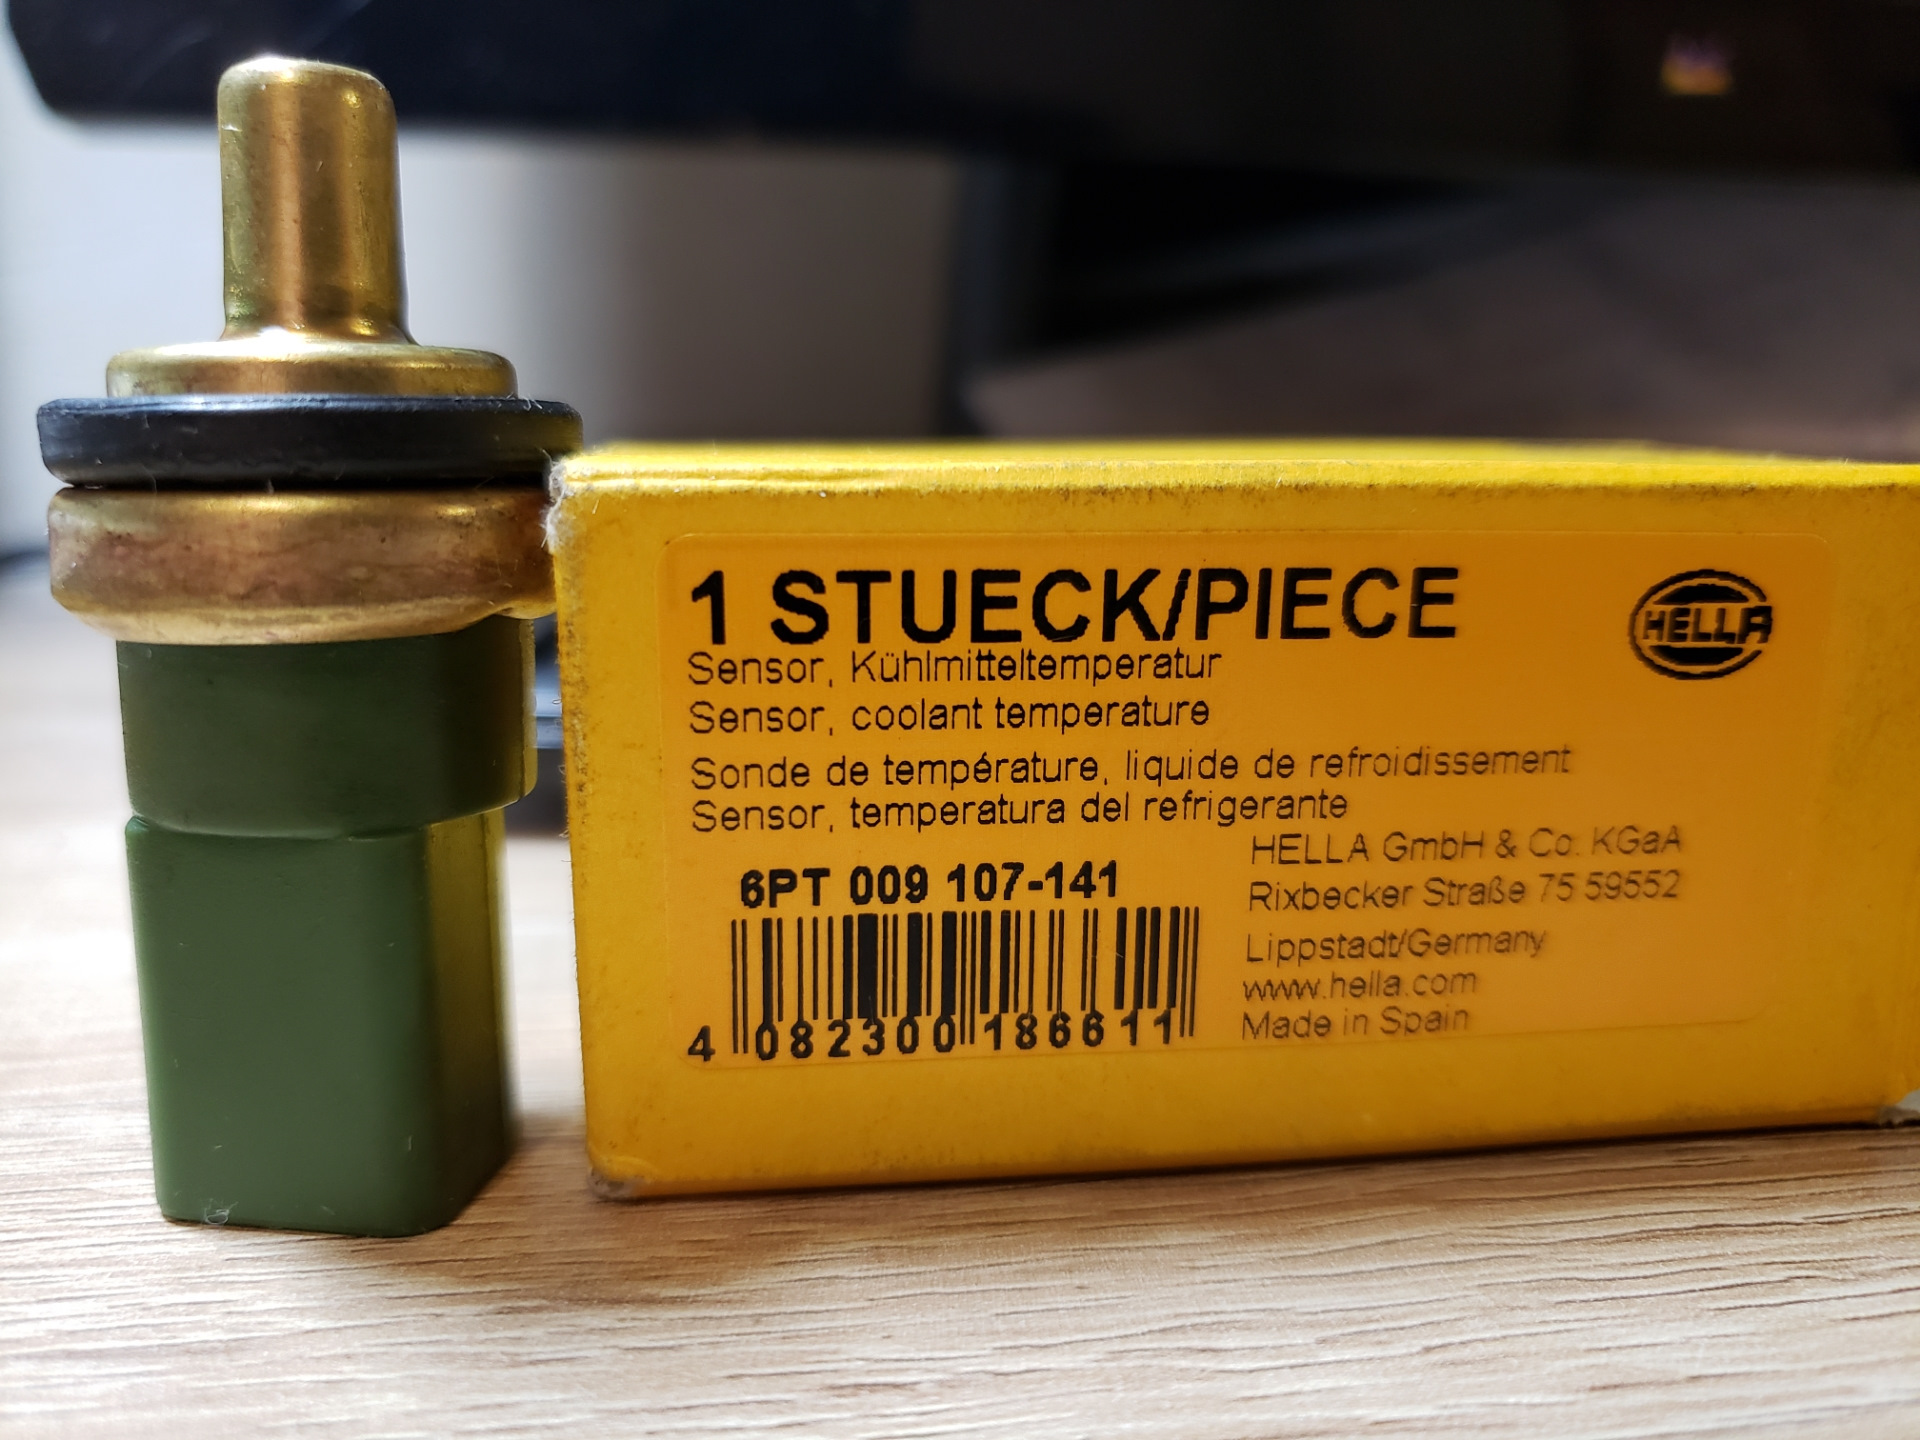 1 STUECK/PIECE
HELLA
Sensor, Kühlmitteltemperatur
Sensor, coolant temperature
Sonde de température, liquide de refroidissement
Sensor, temperatura del refrigerante
HELLA GmbH & Co. KGaA
Rixbecker Straße 75 59552
Lippstadt/Germany
www.hella.com
Made in Spain
6PT 009 107-141
4 082300 186611